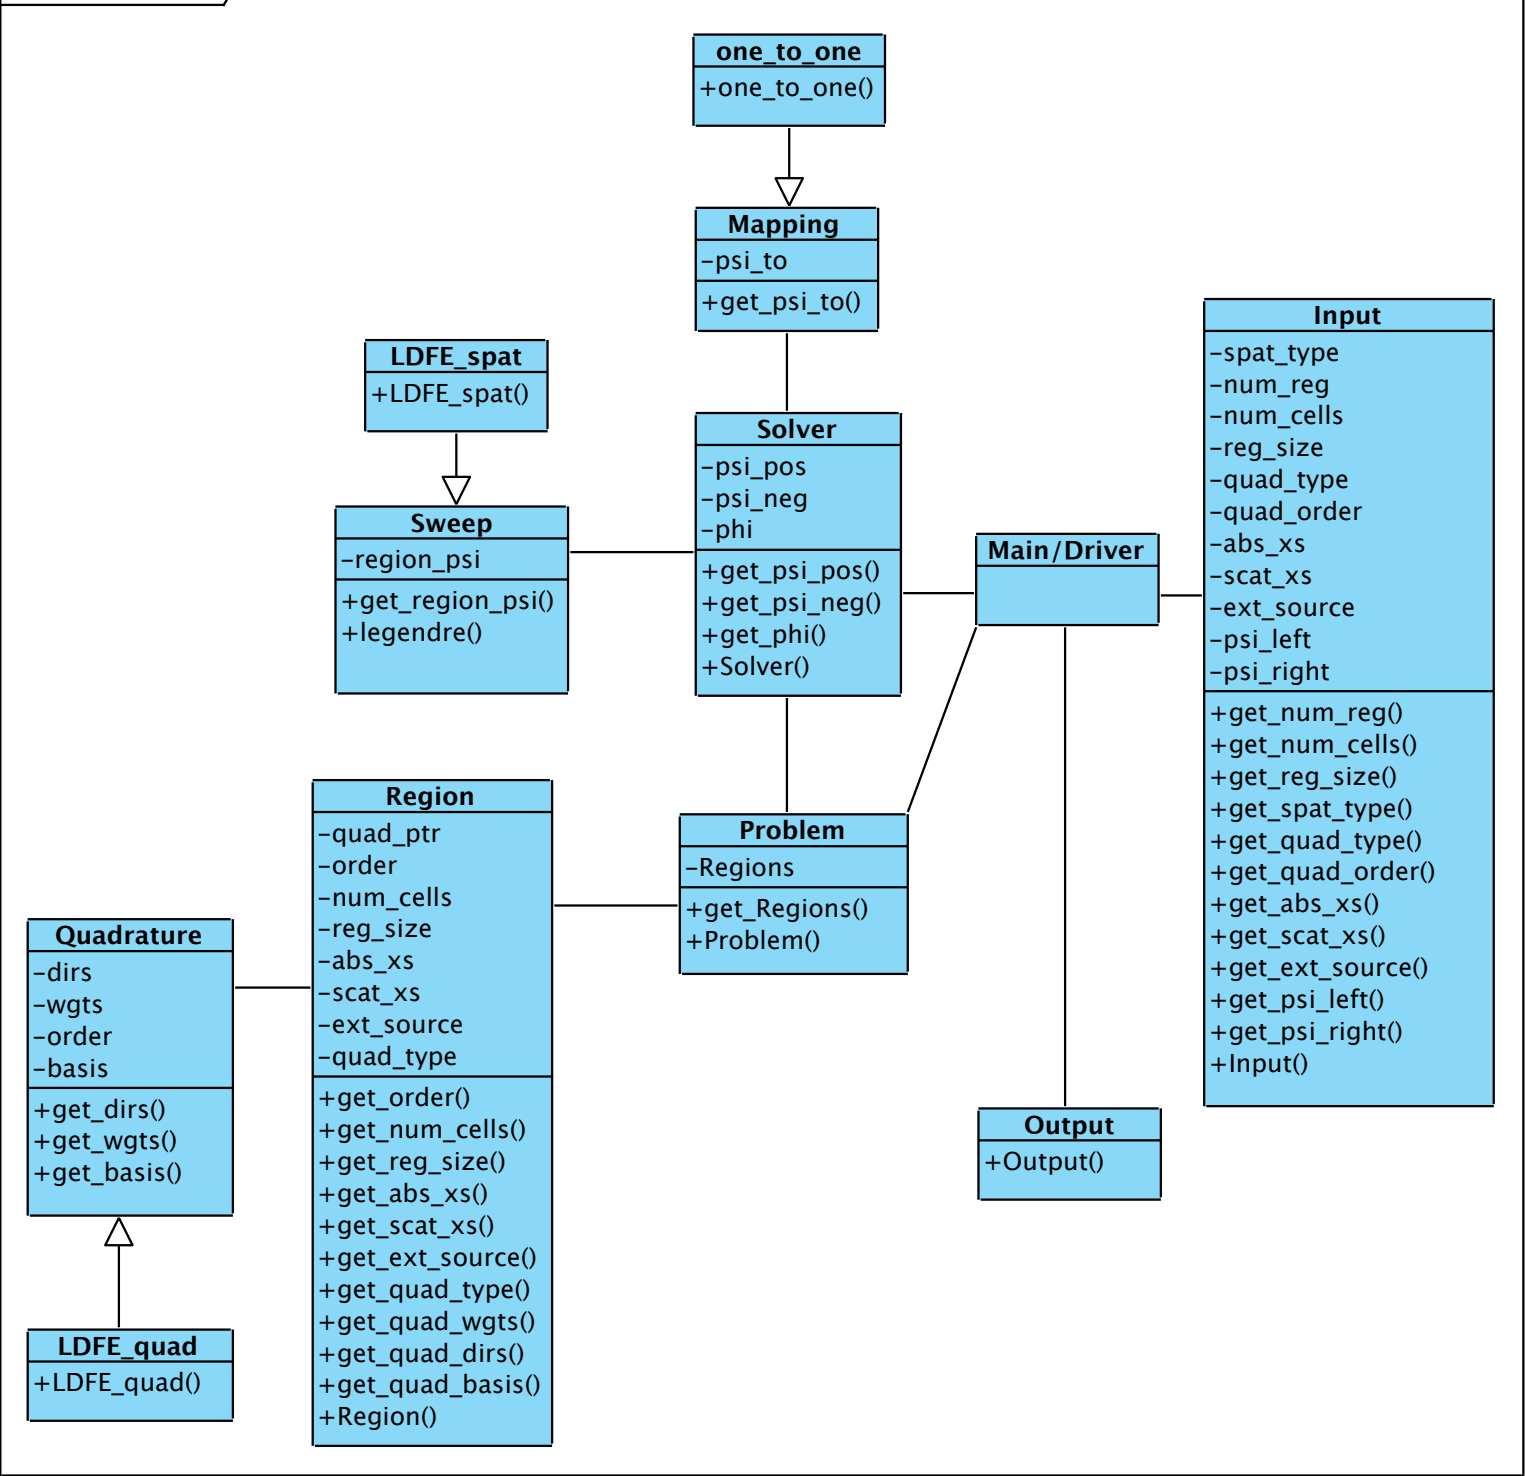 one_to_one
+one_to_one()
Mapping
-psi_to
+get_psi_to()
LDFE_spat
+LDFE_spat()
Sweep
-region_psi
+get_region_psi()
+legendre()
Solver
-psi_pos
-psi_neg
-phi
+get_psi_pos()
+get_psi_neg()
+get_phi()
+Solver()
Main/Driver
Input
-spat_type
-num_reg
-num_cells
-reg_size
-quad_type
-quad_order
-abs_xs
-scat_xs
-ext_source
-psi_left
-psi_right
+get_num_reg()
+get_num_cells()
+get_reg_size()
+get_spat_type()
+get_quad_type()
+get_quad_order()
+get_abs_xs()
+get_scat_xs()
+get_ext_source()
+get_psi_left()
+get_psi_right()
+Input()
Problem
-Regions
+get_Regions()
+Problem()
Region
-quad_ptr
-order
-num_cells
-reg_size
-abs_xs
-scat_xs
-ext_source
-quad_type
+get_order()
+get_num_cells()
+get_reg_size()
+get_abs_xs()
+get_scat_xs()
+get_ext_source()
+get_quad_type()
+get_quad_wgts()
+get_quad_dirs()
+get_quad_basis()
+Region()
Quadrature
-dirs
-wgts
-order
-basis
+get_dirs()
+get_wgts()
+get_basis()
LDFE_quad
+LDFE_quad()
Output
+Output()